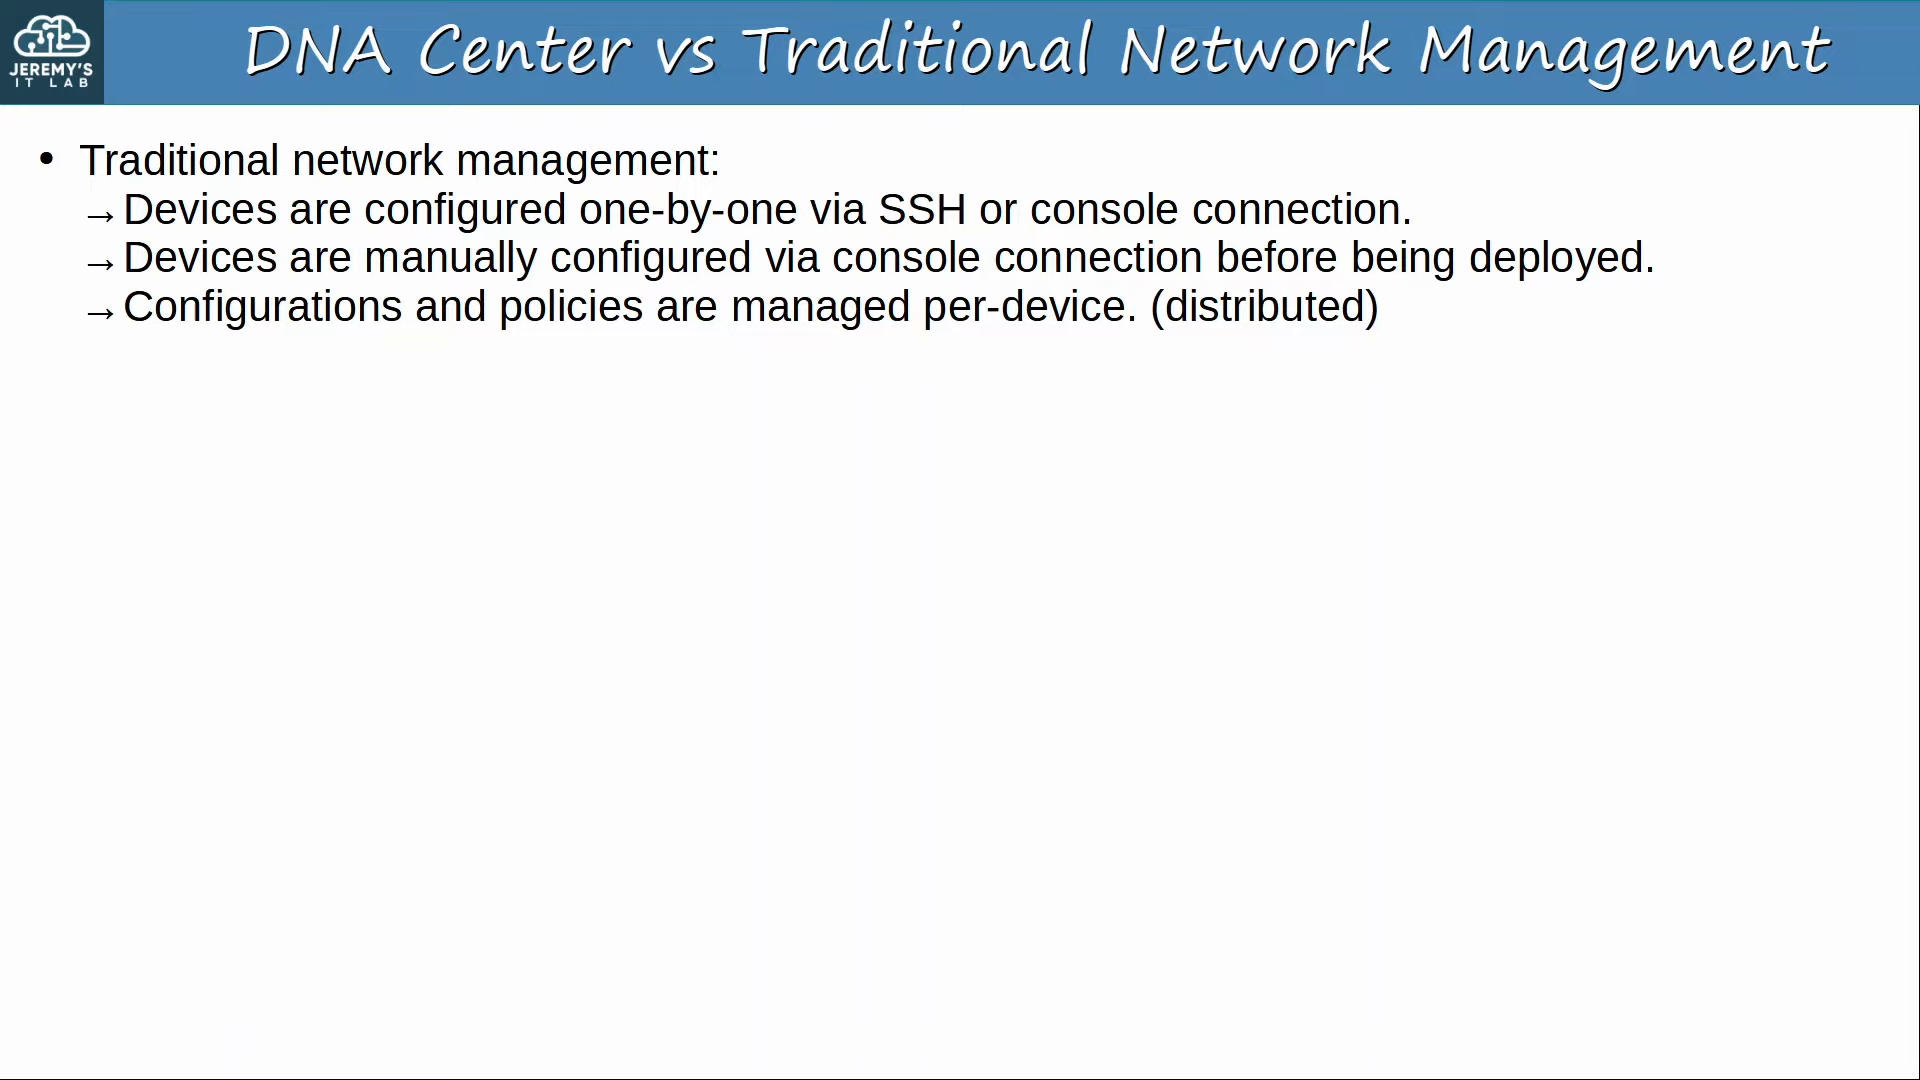 JEREMY'S
IT LAB
DNA Center vs Traditional Network Management
• Traditional network management:
→Devices are configured one-by-one via SSH or console connection.
→Devices are manually configured via console connection before being deployed.
→Configurations and policies are managed per-device. (distributed)